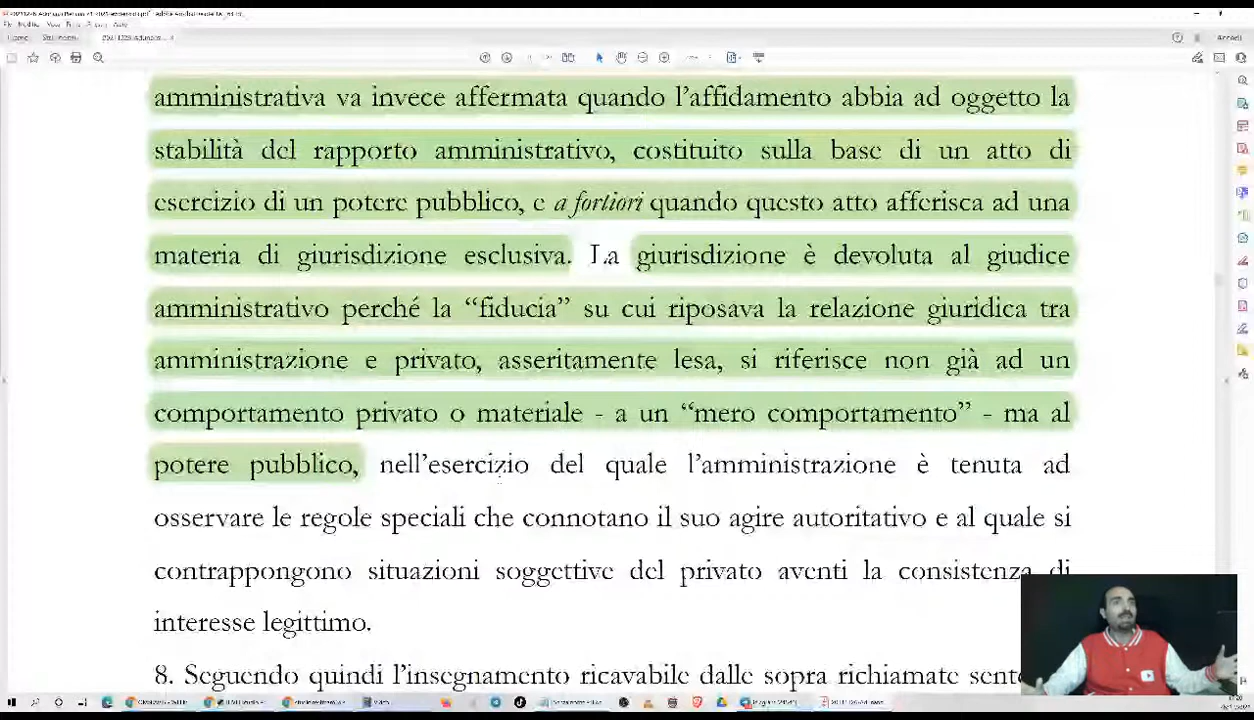 amministrativa va invece affermata quando l’affidamento abbia ad oggetto la
stabilità del rapporto amministrativo, costituito sulla base di un atto di
esercizio di un potere pubblico, e a fortiori quando questo atto afferisca ad una
materia di giurisdizione esclusiva. La giurisdizione è devoluta al giudice
amministrativo perché la “fiducia” su cui riposava la relazione giuridica tra
amministrazione e privato, asseritamente lesa, si riferisce non già ad un
comportamento privato o materiale - a un “mero comportamento” - ma al
potere pubblico, nell’esercizio del quale l’amministrazione è tenuta ad
osservare le regole speciali che connotano il suo agire autoritativo e al quale si
contrappongono situazioni soggettive del privato aventi la consistenza di
interesse legittimo.
8. Seguendo quindi l’insegnamento ricavabile dalle sopra richiamate